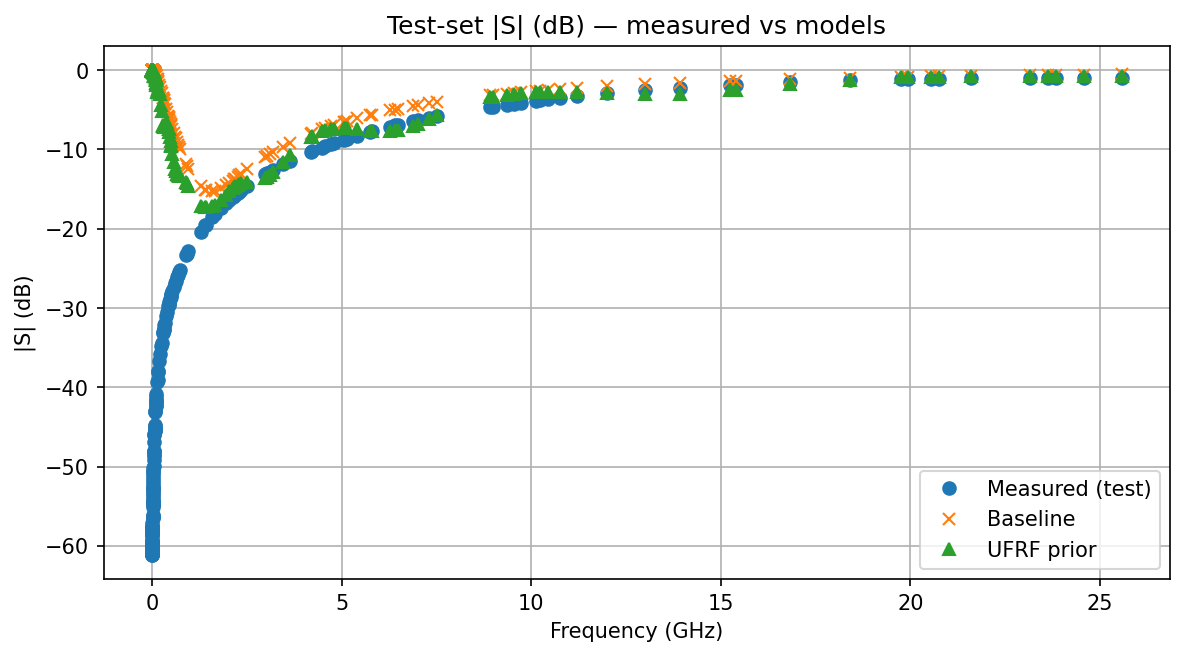 Test-set |S| (dB) — measured vs models
|S| (dB)
0
−10
−20
−30
−40
−50
−60
Measured (test)
Baseline
UFRF prior
0 5 10 15 20 25
Frequency (GHz)